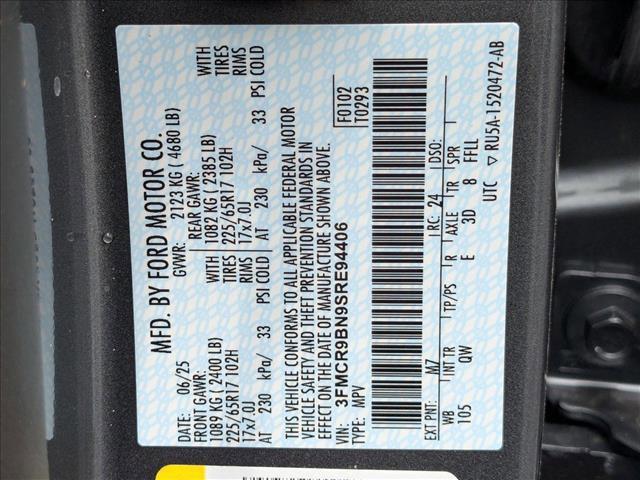 MFD. BY FORD MOTOR CO.
DATE: 06/25 GVWR: 2123 KG ( 4680 LB)
FRONT GAWR: REAR GAWR:
1089 KG ( 2400 LB) 1082 KG ( 2385 LB) WITH
225/65R17 102H 225/65R17 102H TIRES
17x7.0J 17x7.0J RIMS
AT 230 kPa/ 33 PSI COLD AT 230 kPa/ 33 PSI COLD
WITH
TIRES
RIMS
THIS VEHICLE CONFORMS TO ALL APPLICABLE FEDERAL MOTOR
VEHICLE SAFETY AND THEFT PREVENTION STANDARDS IN
EFFECT ON THE DATE OF MANUFACTURE SHOWN ABOVE.
VIN: 3FMCR9BN9SRE94406
TYPE: MPV
F0102
T0293
EXT PNT: M7 RC: 24 DSO:
WB INT TR TP/PS R AXLE TR SPR
105 QW E 3D 8 FFLL
UTC ▽ RU5A-1520472-AB